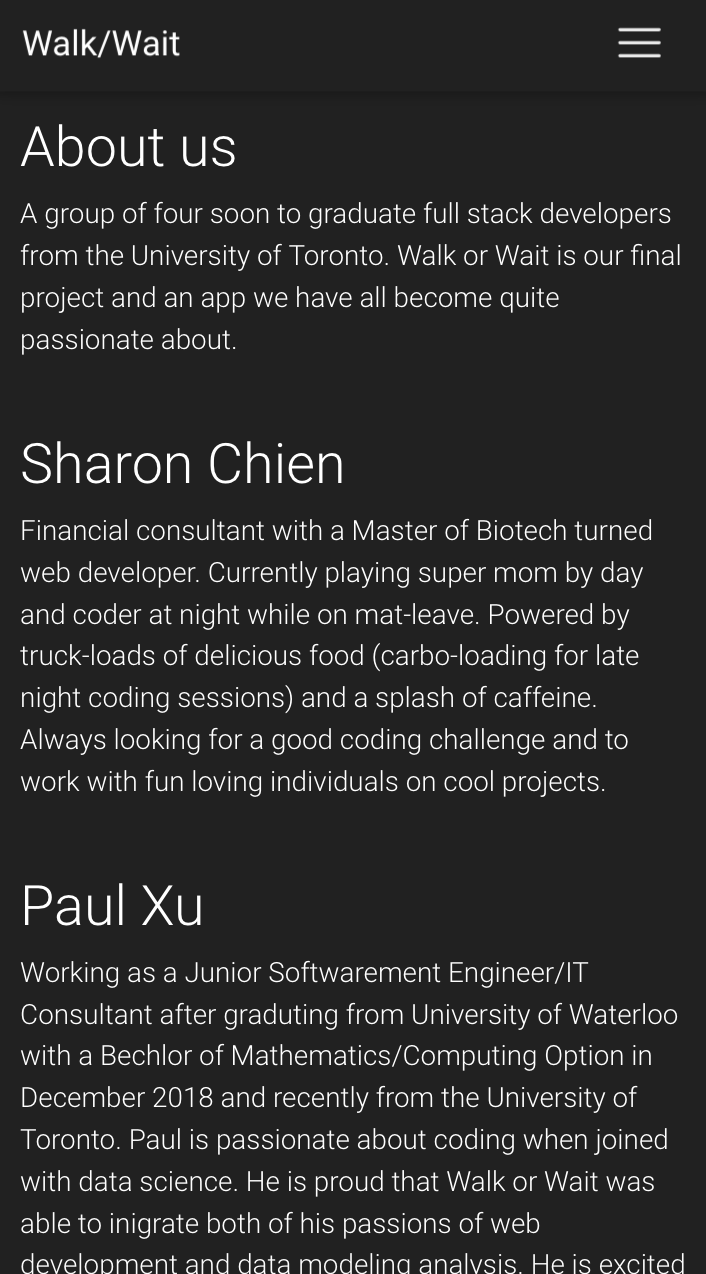 Walk/Wait
About us
A group of four soon to graduate full stack developers
from the University of Toronto. Walk or Wait is our final
project and an app we have all become quite
passionate about.
Sharon Chien
Financial consultant with a Master of Biotech turned
web developer. Currently playing super mom by day
and coder at night while on mat-leave. Powered by
truck-loads of delicious food (carbo-loading for late
night coding sessions) and a splash of caffeine.
Always looking for a good coding challenge and to
work with fun loving individuals on cool projects.
Paul Xu
Working as a Junior Softwarement Engineer/IT
Consultant after graduting from University of Waterloo
with a Bechlor of Mathematics/Computing Option in
December 2018 and recently from the University of
Toronto. Paul is passionate about coding when joined
with data science. He is proud that Walk or Wait was
able to inigrate both of his passions of web
development and data modeling analysis. He is excited